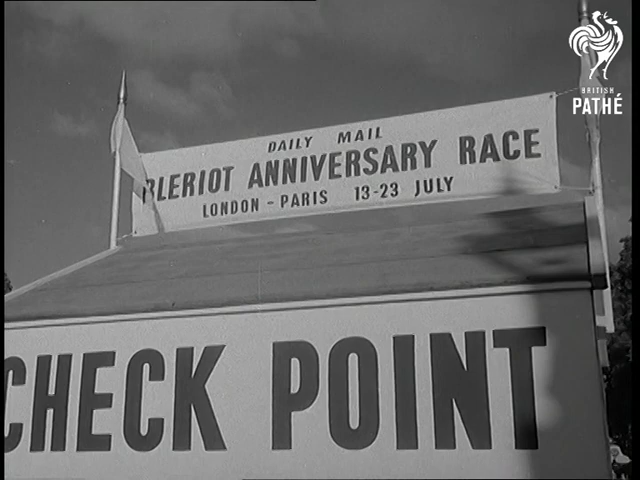 DAILY MAIL
BLERIOT ANNIVERSARY RACE
LONDON - PARIS 13-23 JULY
CHECK POINT
BRITISH
PATHÉ